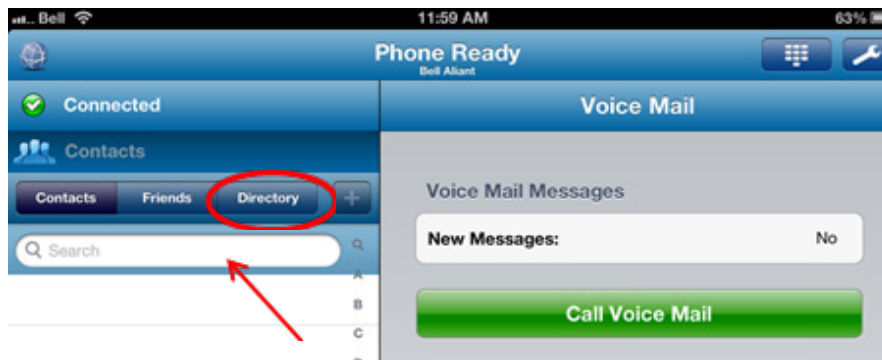 Bell 11:59 AM 63%
Phone Ready
Bell Aliant
Connected
Voice Mail
Contacts
Contacts Friends Directory +
Voice Mail Messages
Search
New Messages: No
A
B
Call Voice Mail
C